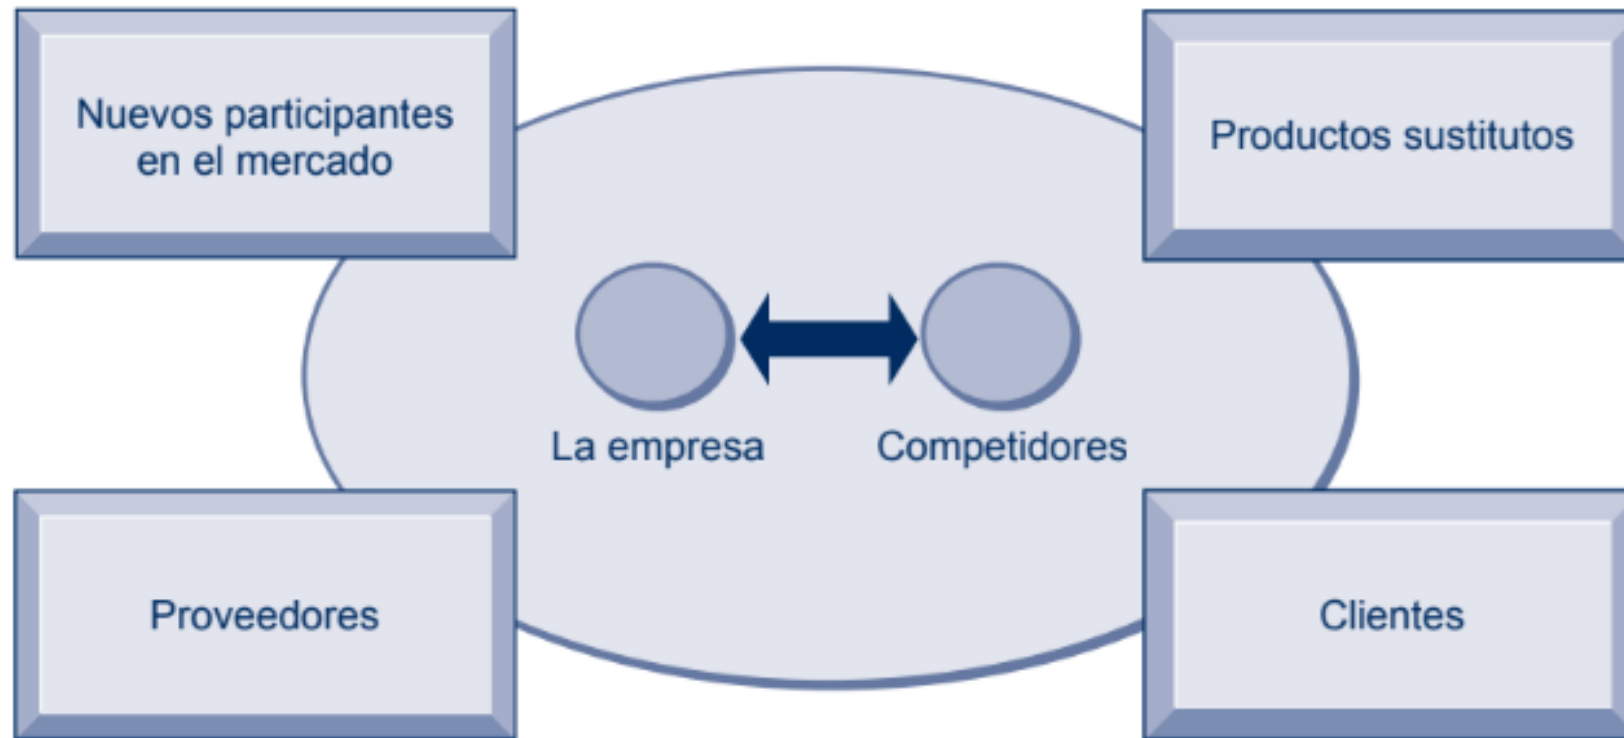 Nuevos participantes
en el mercado
Productos sustitutos
La empresa
Competidores
Proveedores
Clientes